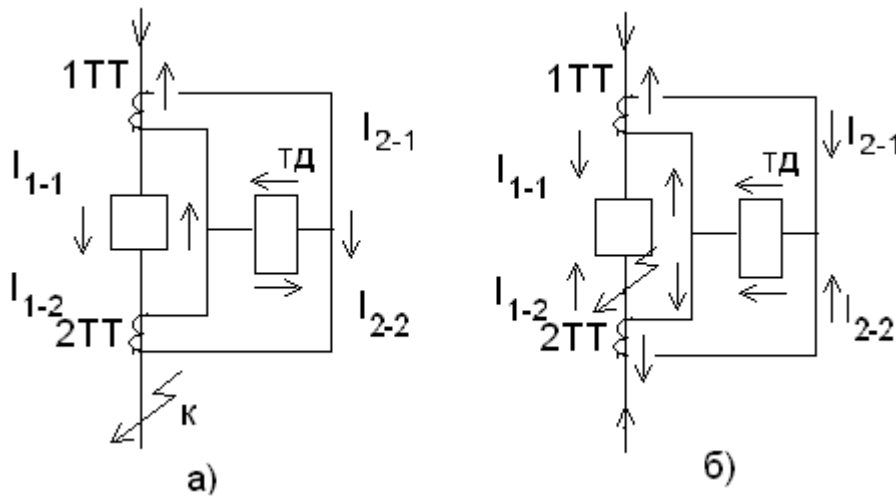 1ТТ
I2-1
I1-1
ТД
I1-2
I2-2
2ТТ
к
а)
1ТТ
I2-1
I1-1
ТД
I1-2
I2-2
2ТТ
б)